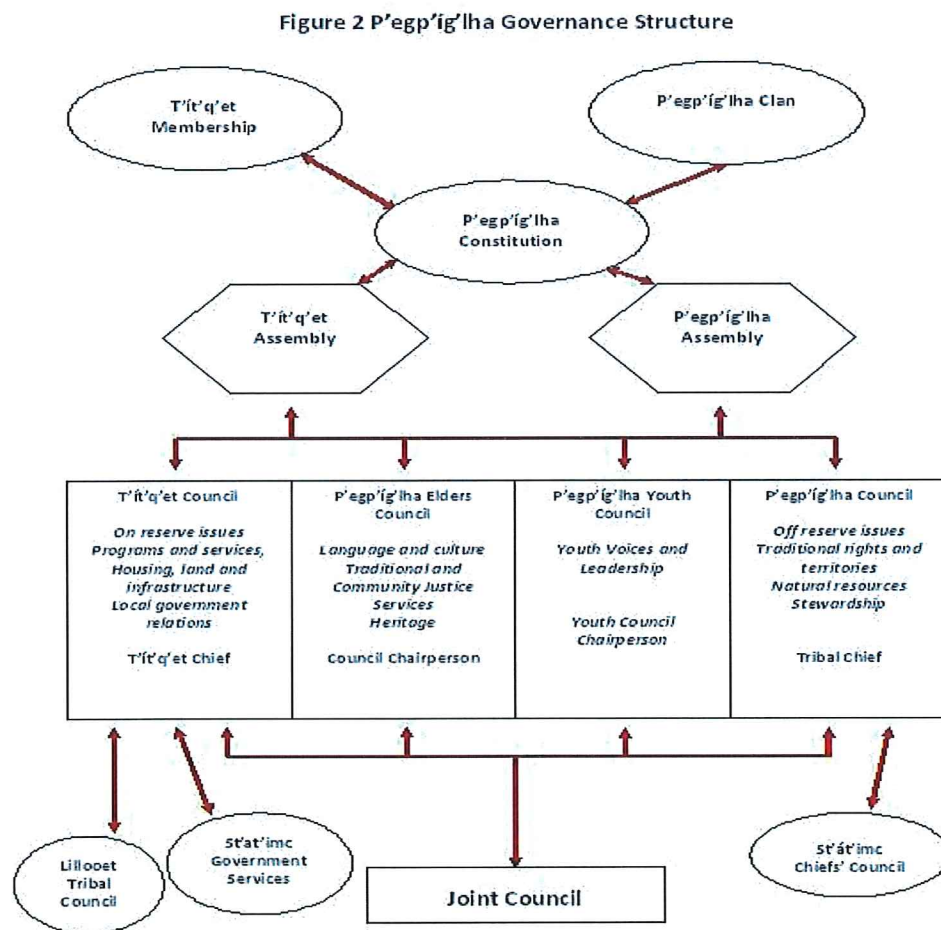 Figure 2 P'egp'íg'lha Governance Structure
T'ít'q'et
Membership
P'egp'íg'lha Clan
P'egp'íg'lha
Constitution
T'ít'q'et
Assembly
P'egp'íg'lha
Assembly
T'ít'q'et Council
On reserve issues
Programs and services,
Housing, land and
infrastructure
Local government
relations
T'ít'q'et Chief
P'egp'íg'lha Elders
Council
Language and culture
Traditional and
Community Justice
Services
Heritage
Council Chairperson
P'egp'íg'lha Youth
Council
Youth Voices and
Leadership
Youth Council
Chairperson
P'egp'íg'lha Council
Off reserve issues
Traditional rights and
territories
Natural resources
Stewardship
Tribal Chief
Lillooet
Tribal
Council
St'at'imc
Government
Services
Joint Council
St'át'imc
Chiefs' Council